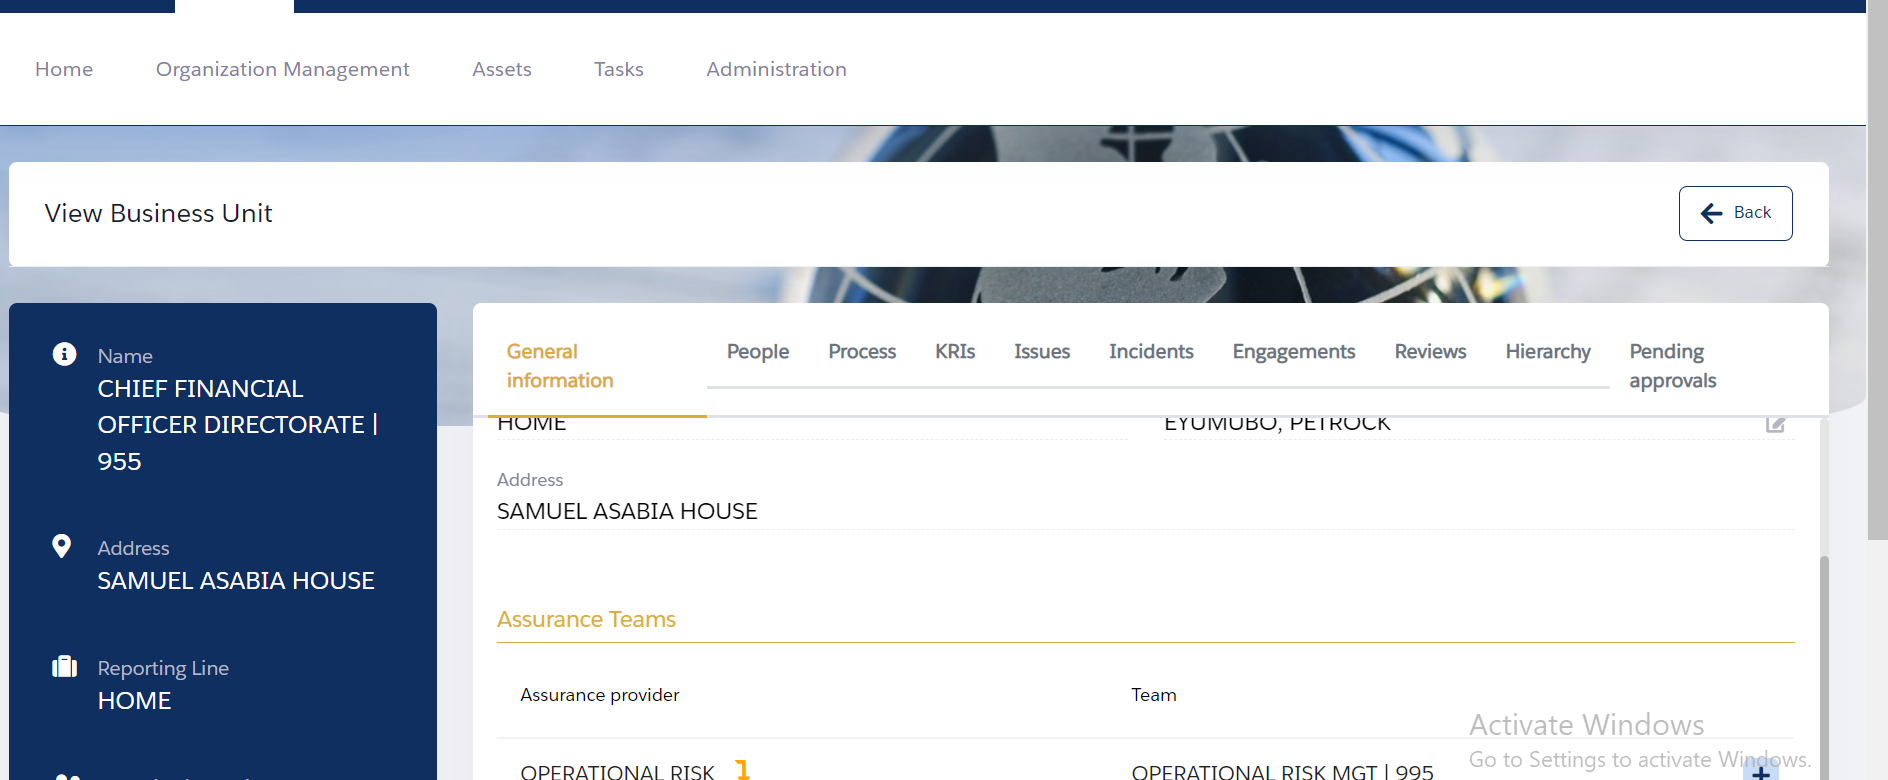 Home Organization Management Assets Tasks Administration
View Business Unit
Back
Name
CHIEF FINANCIAL
OFFICER DIRECTORATE |
955
Address
SAMUEL ASABIA HOUSE
Reporting Line
HOME
General
information
People Process KRIs Issues Incidents Engagements Reviews Hierarchy Pending
approvals
HOME EYUMUBO, PETROCK
Address
SAMUEL ASABIA HOUSE
Assurance Teams
Assurance provider Team
OPERATIONAL RISK 1 OPERATIONAL RISK MGT | 995
Activate Windows
Go to Settings to activate Windows.